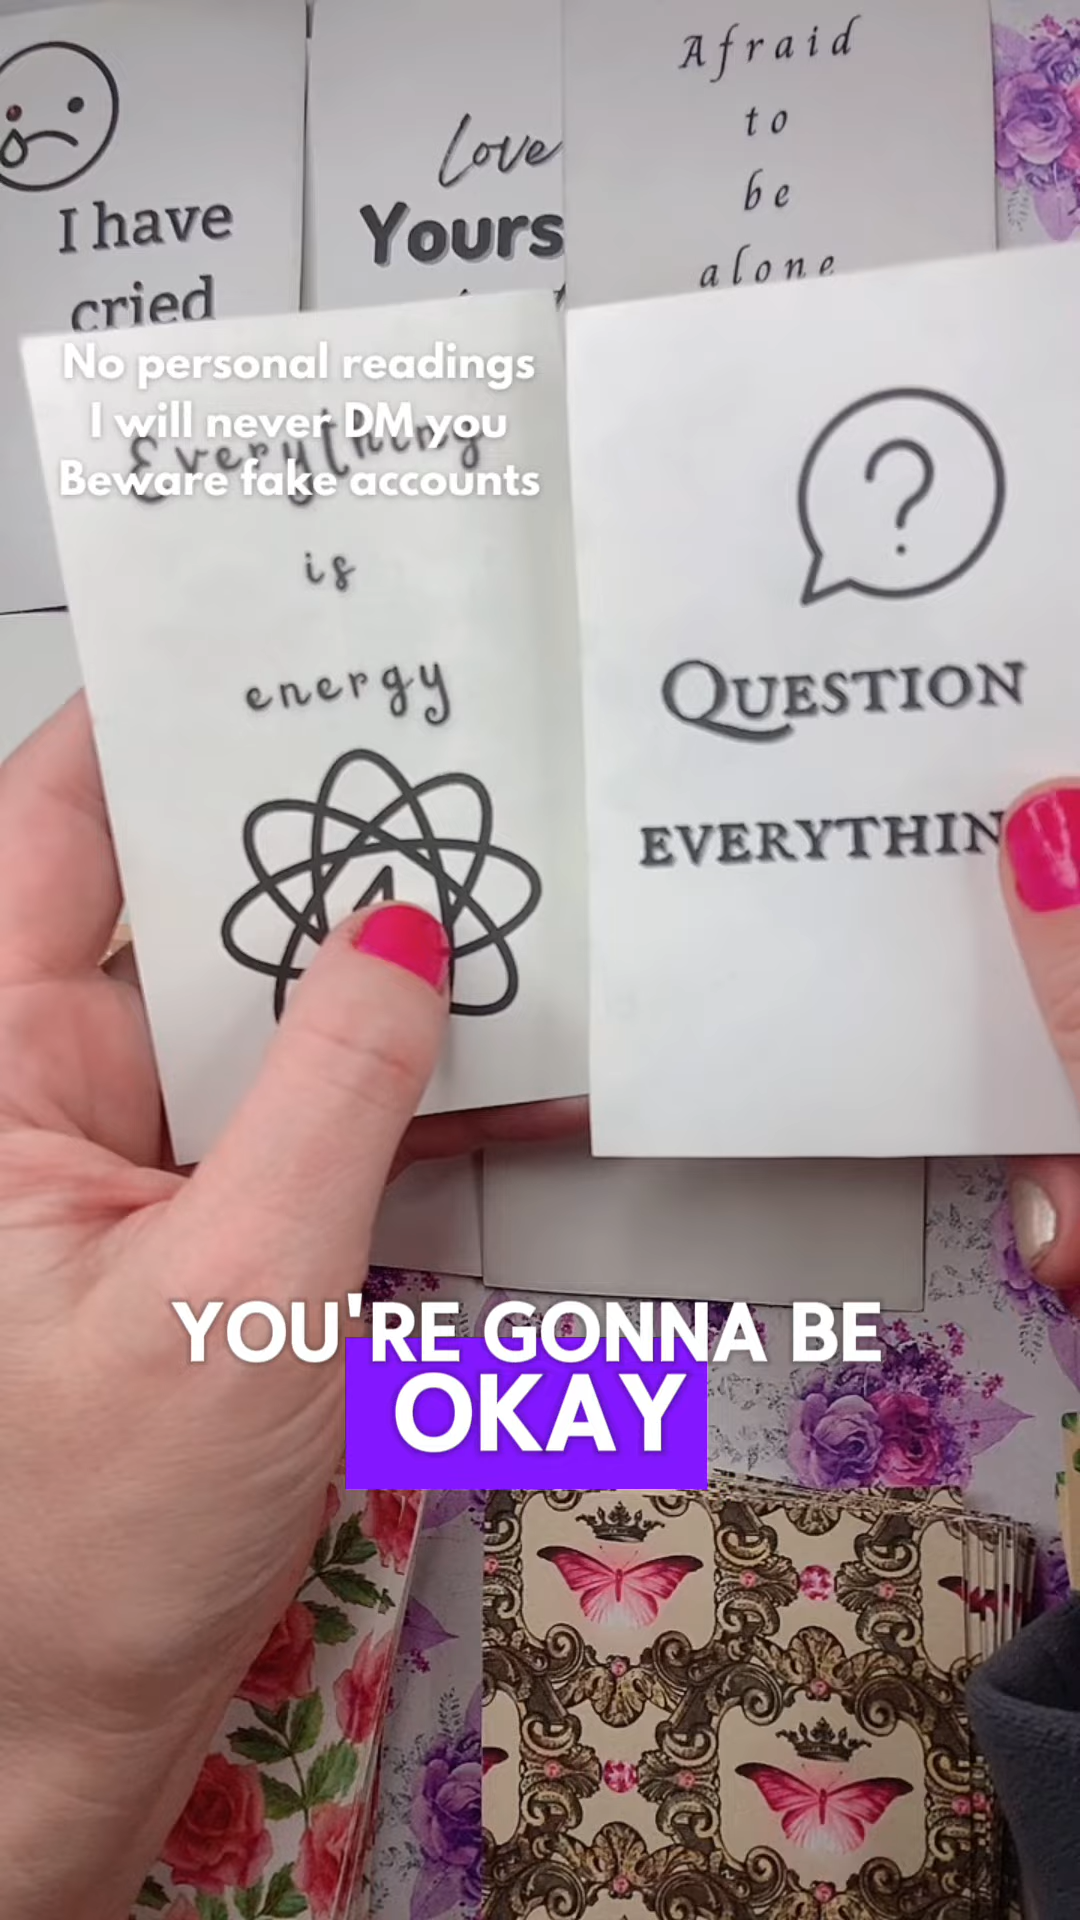 I have
cried
Love
Yours
Afraid
to
be
alone
No personal readings
I will never DM you
Beware fake accounts
Everything
is
energy
?
QUESTION
EVERYTHIN
YOU'RE GONNA BE
OKAY